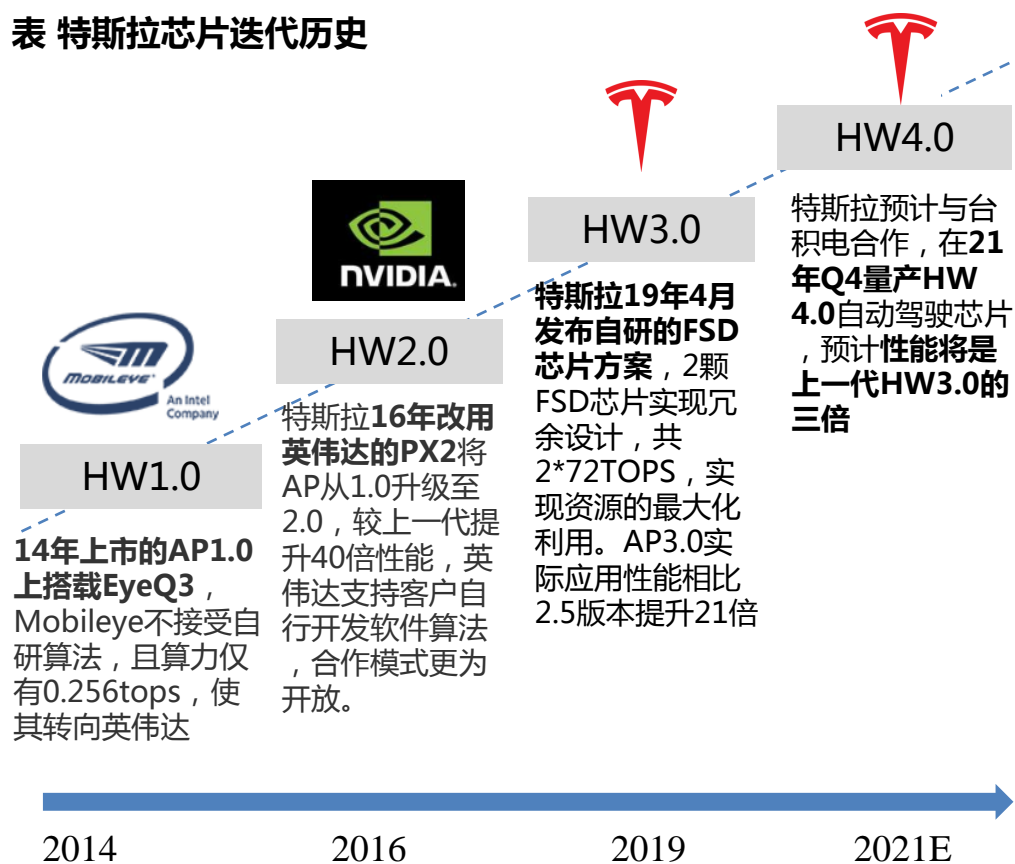 表 特斯拉芯片迭代历史
MOBILEYE
An Intel
Company
HW1.0
14年上市的AP1.0
上搭载EyeQ3，
Mobileye不接受自
研算法，且算力仅
有0.256tops，使
其转向英伟达
NVIDIA.
HW2.0
特斯拉16年改用
英伟达的PX2将
AP从1.0升级至
2.0，较上一代提
升40倍性能，英
伟达支持客户自
行开发软件算法
，合作模式更为
开放。
HW3.0
特斯拉19年4月
发布自研的FSD
芯片方案，2颗
FSD芯片实现冗
余设计，共
2*72TOPS，实
现资源的最大化
利用。AP3.0实
际应用性能相比
2.5版本提升21倍
HW4.0
特斯拉预计与台
积电合作，在21
年Q4量产HW
4.0自动驾驶芯片
，预计性能将是
上一代HW3.0的
三倍
2014
2016
2019
2021E